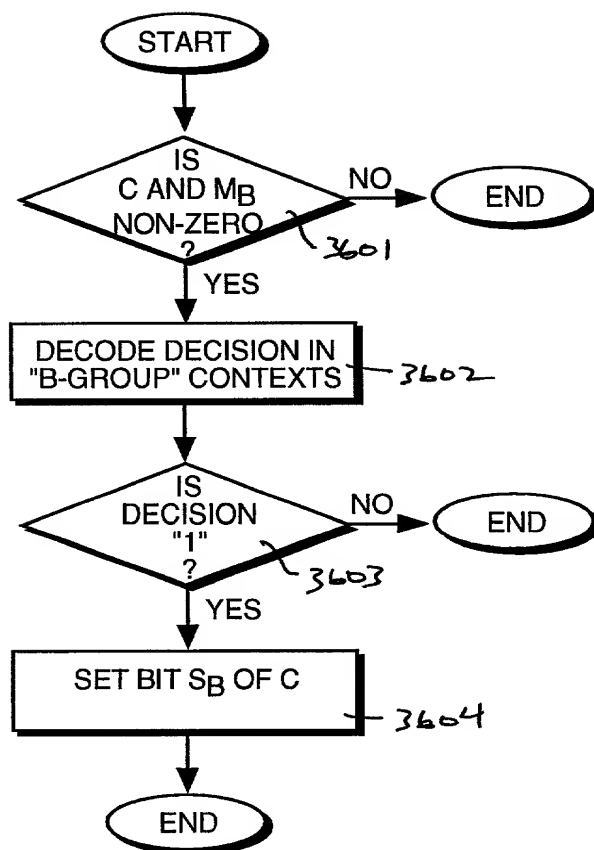 START
IS
C AND MB
NON-ZERO
?
NO
END
3601
YES
DECODE DECISION IN
"B-GROUP" CONTEXTS
3602
IS
DECISION
"1"
?
NO
END
3603
YES
SET BIT SB OF C
3604
END